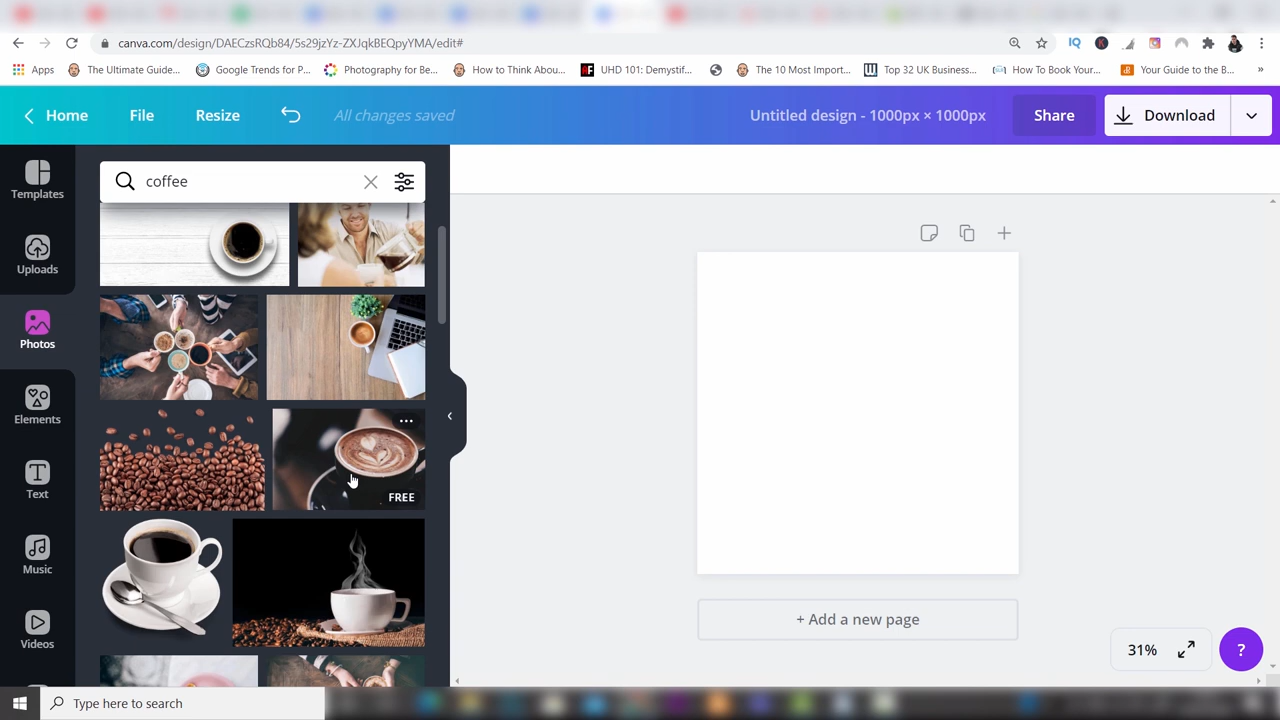 canva.com/design/DAECzsRQb84/5s29jzYz-ZXJqkBEQpyYMA/edit#
Apps
The Ultimate Guide...
Google Trends for P...
Photography for Be...
How to Think Abou...
UHD 101: Demystif...
The 10 Most Import...
Top 32 UK Business...
How To Book Your...
Your Guide to the B...
»
Home
File
Resize
All changes saved
Untitled design - 1000px × 1000px
Share
Download
Templates
Uploads
Photos
Elements
Text
Music
Videos
coffee
FREE
+ Add a new page
31%
?
Type here to search